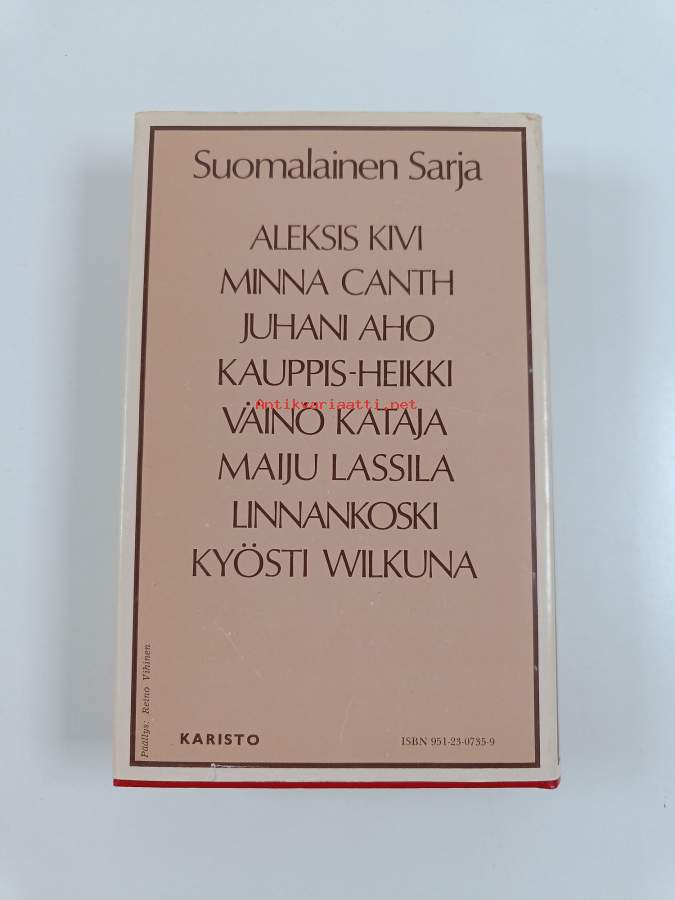 Suomalainen Sarja
ALEKSIS KIVI
MINNA CANTH
JUHANI AHO
KAUPPIS-HEIKKI
Antikvariaatti.net
VÄINÖ KATAJA
MAIJU LASSILA
LINNANKOSKI
KYÖSTI WILKUNA
Päällys: Reino Vihinen
KARISTO
ISBN 951-23-0735-9